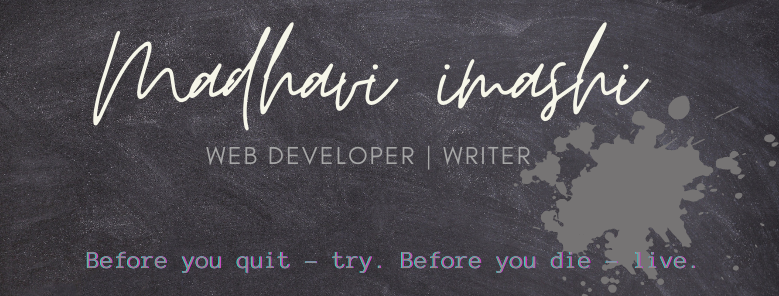 Madhavi imashi
WEB DEVELOPER | WRITER
Before you quit – try. Before you die – live.